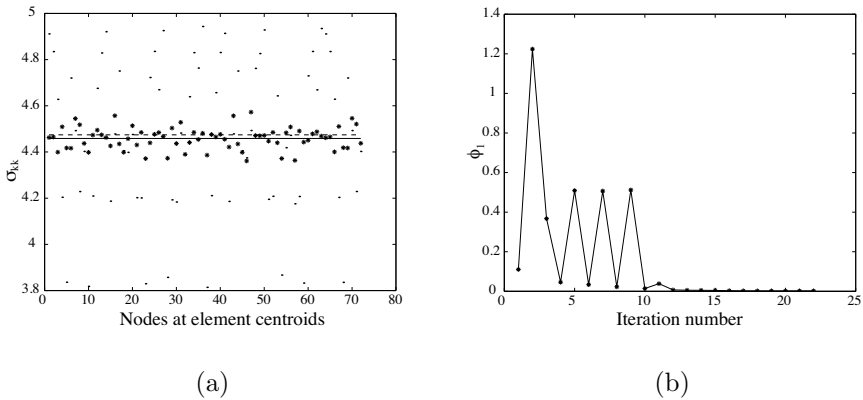 5
4.8
4.6
4.4
4.2
4
3.8
σkk
0 10 20 30 40 50 60 70 80
Nodes at element centroids
(a)
1.4
1.2
1
0.8
0.6
0.4
0.2
0
ϕ1
0 5 10 15 20 25
Iteration number
(b)